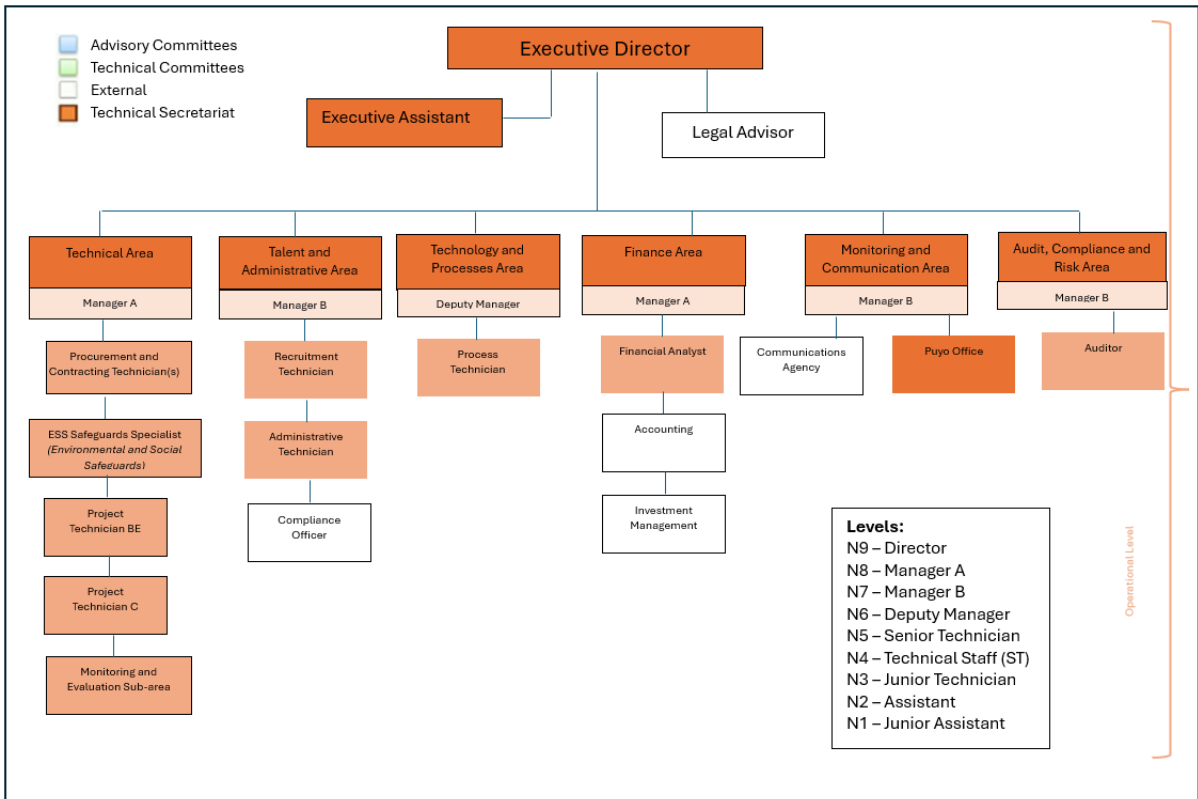 Advisory Committees
Technical Committees
External
Technical Secretariat
Executive Director
Executive Assistant
Legal Advisor
Technical Area
Manager A
Talent and
Administrative Area
Manager B
Technology and
Processes Area
Deputy Manager
Finance Area
Manager A
Monitoring and
Communication Area
Manager B
Audit, Compliance and
Risk Area
Manager B
Procurement and
Contracting Technician(s)
ESS Safeguards Specialist
(Environmental and Social
Safeguards)
Project
Technician BE
Project
Technician C
Monitoring and
Evaluation Sub-area
Recruitment
Technician
Administrative
Technician
Compliance
Officer
Process
Technician
Financial Analyst
Accounting
Investment
Management
Communications
Agency
Puyo Office
Auditor
Levels:
N9 – Director
N8 – Manager A
N7 – Manager B
N6 – Deputy Manager
N5 – Senior Technician
N4 – Technical Staff (ST)
N3 – Junior Technician
N2 – Assistant
N1 – Junior Assistant
Operational Level